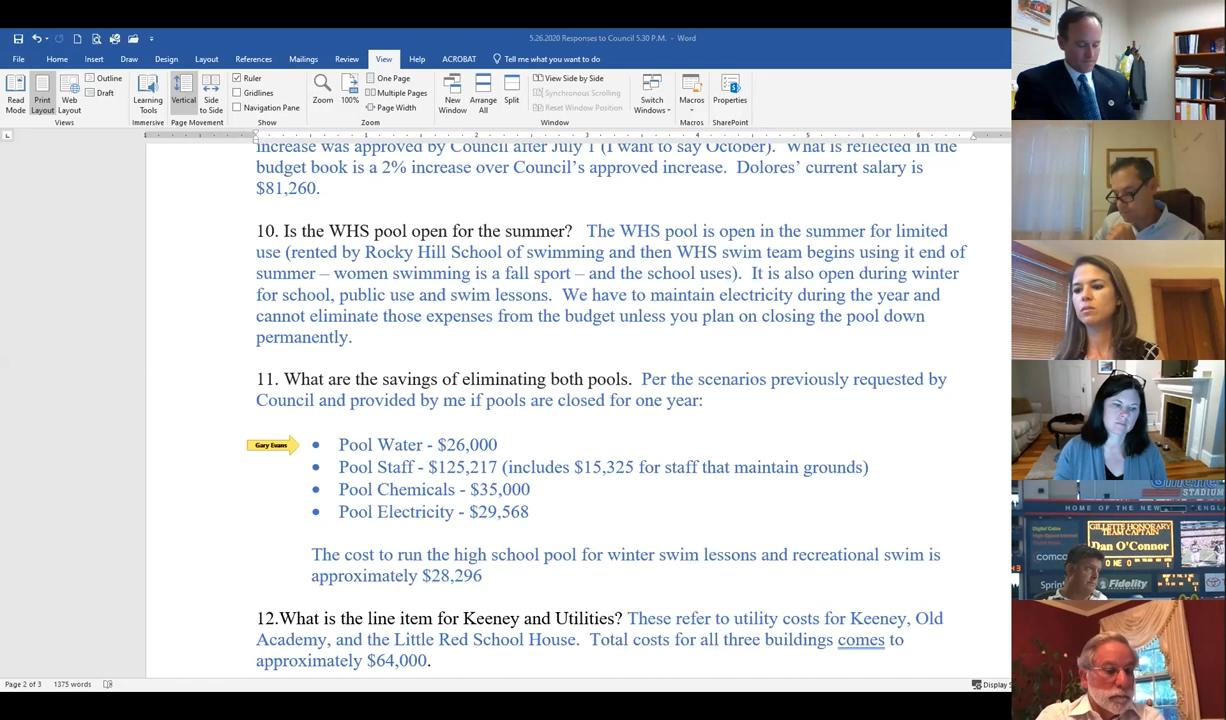 5.26.2020 Responses to Council 5.30 P.M. - Word
File Home Insert Draw Design Layout References Mailings Review View Help ACROBAT Tell me what you want to do
Read Mode Print Layout Web Layout Outline Draft Views
Learning Tools Immersive
Vertical Side to Side Page Movement
Ruler Gridlines Navigation Pane Show
Zoom 100% One Page Multiple Pages Page Width Zoom
New Window Arrange All Split View Side by Side Synchronous Scrolling Reset Window Position Switch Windows Window
Macros Macros
Properties SharePoint
increase was approved by Council after July 1 (I want to say October). What is reflected in the
budget book is a 2% increase over Council's approved increase. Dolores' current salary is
$81,260.
10. Is the WHS pool open for the summer? The WHS pool is open in the summer for limited
use (rented by Rocky Hill School of swimming and then WHS swim team begins using it end of
summer – women swimming is a fall sport – and the school uses). It is also open during winter
for school, public use and swim lessons. We have to maintain electricity during the year and
cannot eliminate those expenses from the budget unless you plan on closing the pool down
permanently.
11. What are the savings of eliminating both pools. Per the scenarios previously requested by
Council and provided by me if pools are closed for one year:
Gary Evans
• Pool Water - $26,000
• Pool Staff - $125,217 (includes $15,325 for staff that maintain grounds)
• Pool Chemicals - $35,000
• Pool Electricity - $29,568
The cost to run the high school pool for winter swim lessons and recreational swim is
approximately $28,296
12.What is the line item for Keeney and Utilities? These refer to utility costs for Keeney, Old
Academy, and the Little Red School House. Total costs for all three buildings comes to
approximately $64,000.
Page 2 of 3 1375 words
Display
STADIUM
HOME OF THE NEW ENGL
GILLETTE HONORARY
TEAM CAPTAIN
Dan O'Connor
Fidelity
Sprint